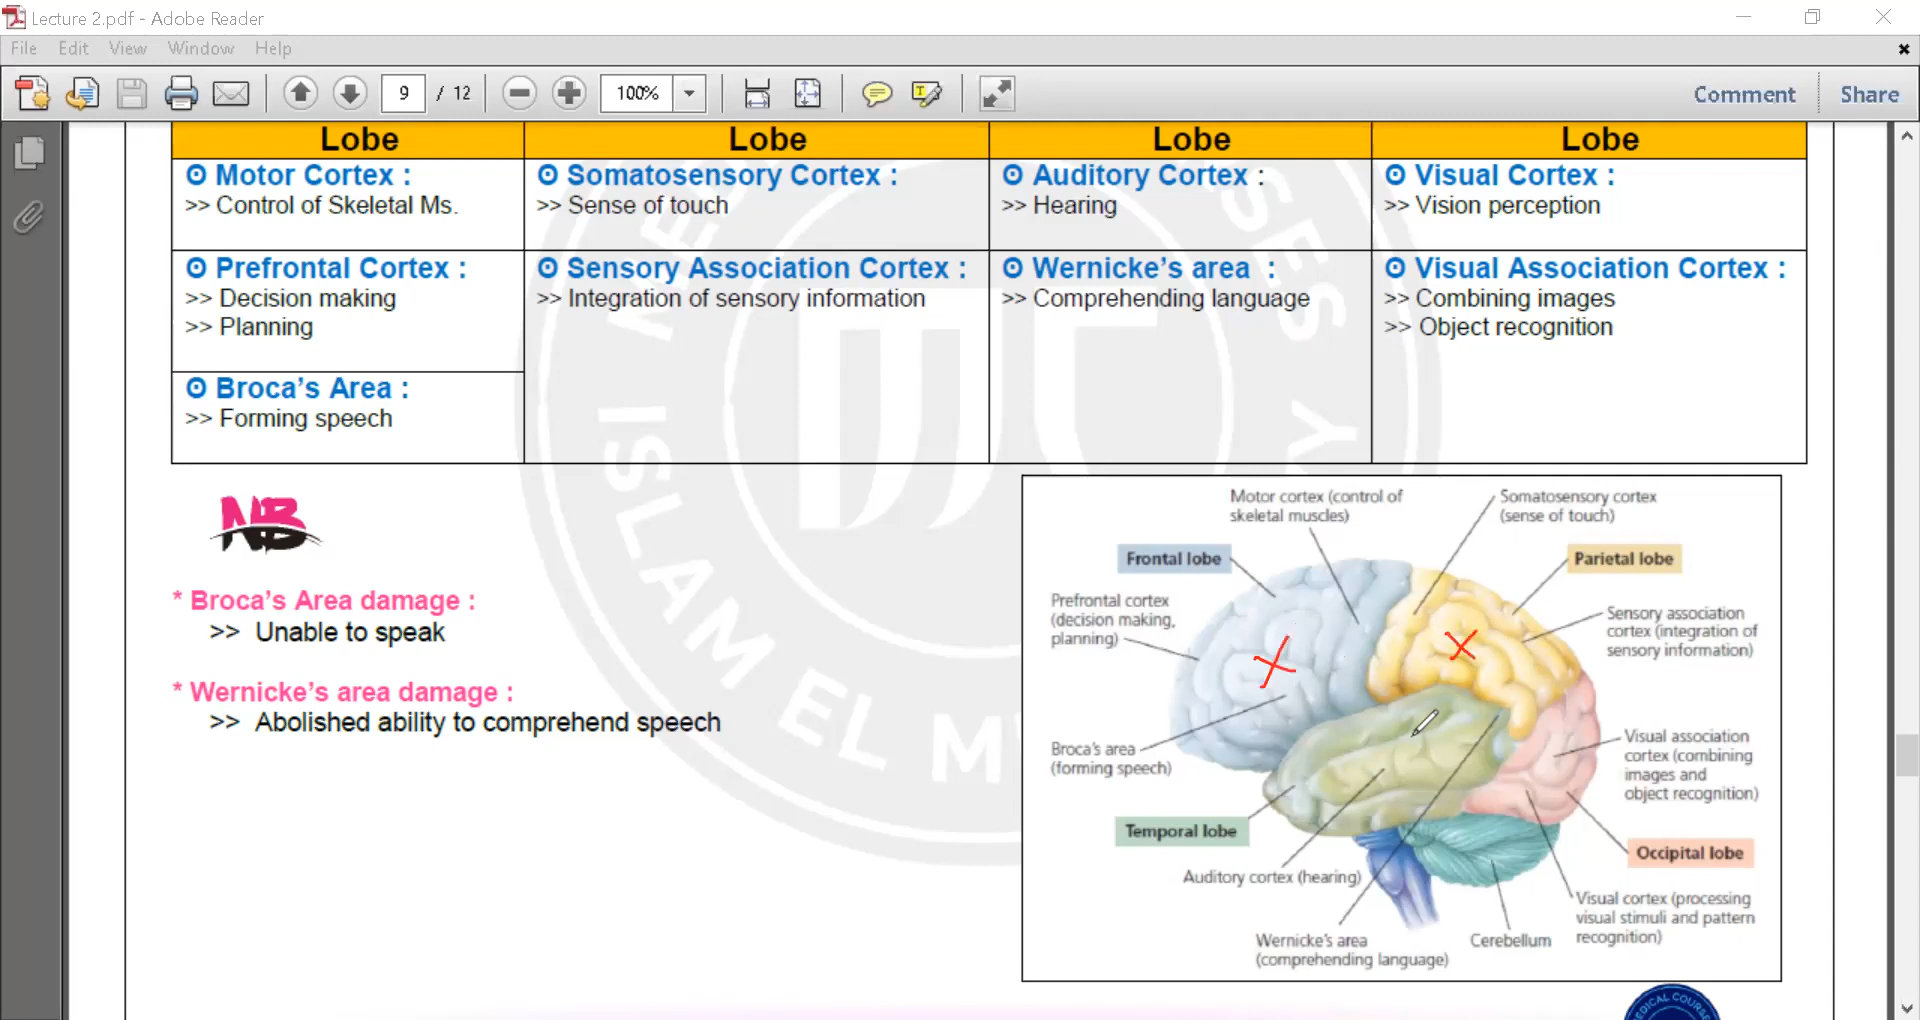 Lecture 2.pdf - Adobe Reader
File Edit View Window Help
9 / 12 100% Comment Share
Lobe Lobe Lobe Lobe
Motor Cortex :
>> Control of Skeletal Ms.
Somatosensory Cortex :
>> Sense of touch
Auditory Cortex :
>> Hearing
Visual Cortex :
>> Vision perception
Prefrontal Cortex :
>> Decision making
>> Planning
Sensory Association Cortex :
>> Integration of sensory information
Wernicke's area :
>> Comprehending language
Visual Association Cortex :
>> Combining images
>> Object recognition
Broca's Area :
>> Forming speech
NB
* Broca's Area damage :
>> Unable to speak
* Wernicke's area damage :
>> Abolished ability to comprehend speech
Motor cortex (control of
skeletal muscles)
Somatosensory cortex
(sense of touch)
Frontal lobe
Parietal lobe
Prefrontal cortex
(decision making,
planning)
Sensory association
cortex (integration of
sensory information)
Broca's area
(forming speech)
Visual association
cortex (combining
images and
object recognition)
Temporal lobe
Occipital lobe
Auditory cortex (hearing)
Visual cortex (processing
visual stimuli and pattern
recognition)
Wernicke's area
(comprehending language)
Cerebellum
ISLAM EL M
MEDICAL COURSE